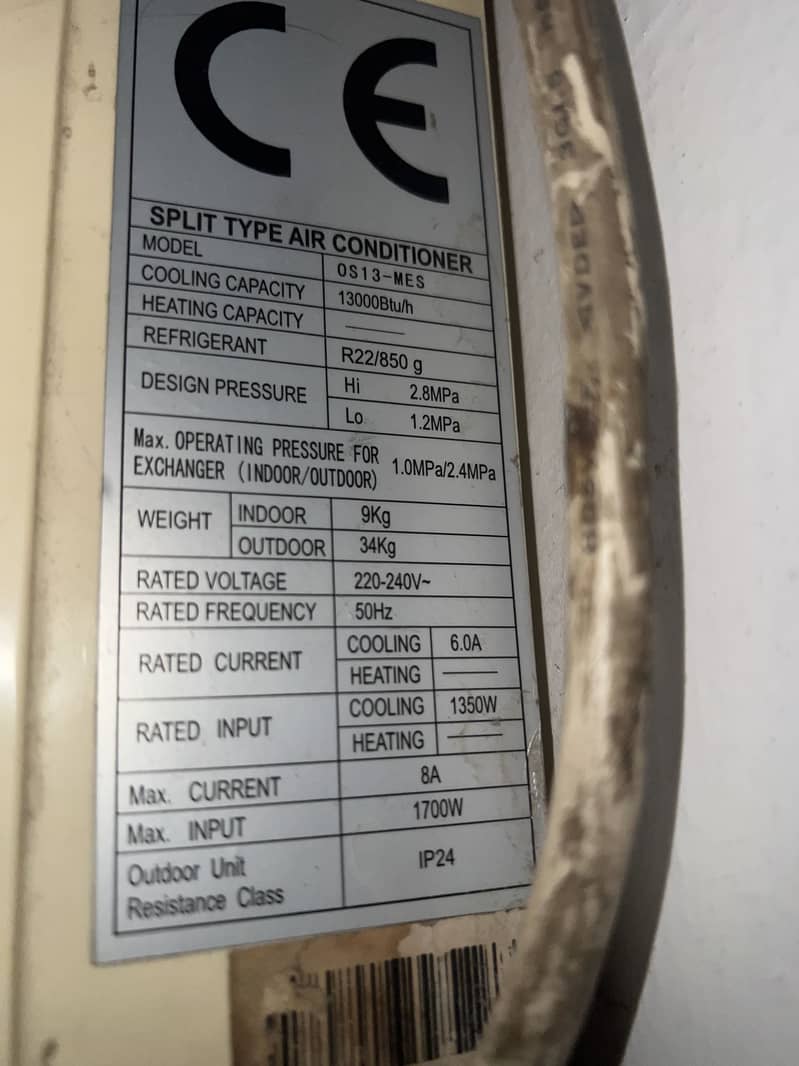 CE
SPLIT TYPE AIR CONDITIONER
MODEL OS13-MES
COOLING CAPACITY 13000Btu/h
HEATING CAPACITY ———
REFRIGERANT R22/850 g
DESIGN PRESSURE Hi 2.8MPa
Lo 1.2MPa
Max. OPERATING PRESSURE FOR
EXCHANGER (INDOOR/OUTDOOR) 1.0MPa/2.4MPa
WEIGHT INDOOR 9Kg
OUTDOOR 34Kg
RATED VOLTAGE 220-240V~
RATED FREQUENCY 50Hz
RATED CURRENT COOLING 6.0A
HEATING ———
RATED INPUT COOLING 1350W
HEATING ———
Max. CURRENT 8A
Max. INPUT 1700W
Outdoor Unit
Resistance Class IP24